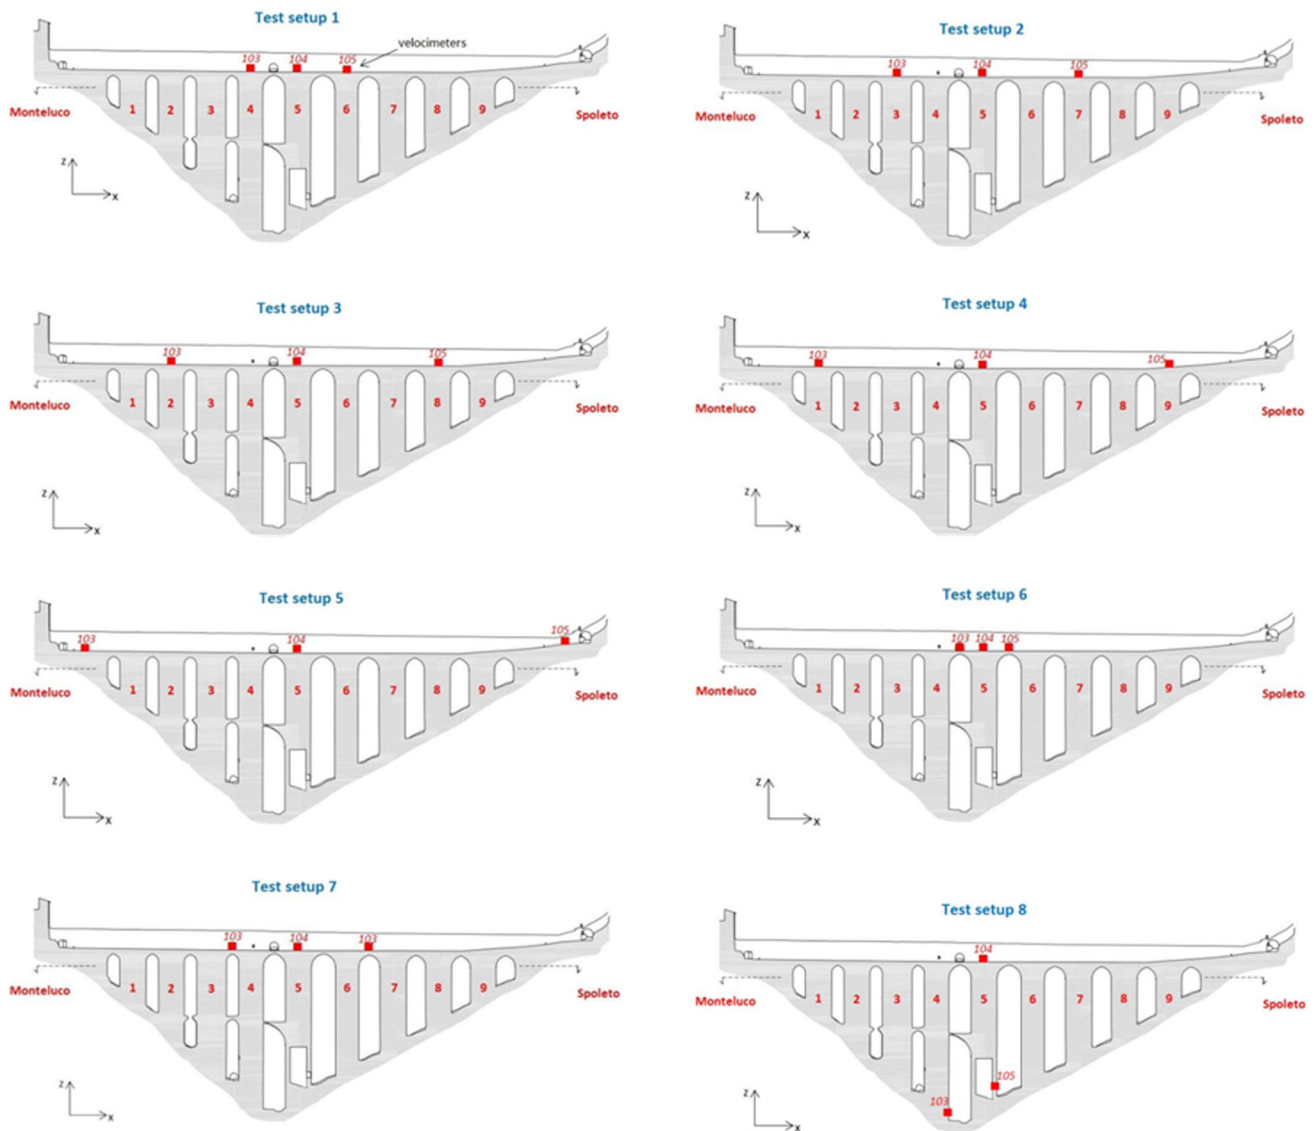 Test setup 1
velocimeters
103 104 105
1 2 3 4 5 6 7 8 9
Monteluco Spoleto
z
x
Test setup 2
103 104 105
1 2 3 4 5 6 7 8 9
Monteluco Spoleto
z
x
Test setup 3
103 104 105
1 2 3 4 5 6 7 8 9
Monteluco Spoleto
z
x
Test setup 4
103 104 105
1 2 3 4 5 6 7 8 9
Monteluco Spoleto
z
x
Test setup 5
103 104 105
1 2 3 4 5 6 7 8 9
Monteluco Spoleto
z
x
Test setup 6
103 104 105
1 2 3 4 5 6 7 8 9
Monteluco Spoleto
z
x
Test setup 7
103 104 103
1 2 3 4 5 6 7 8 9
Monteluco Spoleto
z
x
Test setup 8
104
1 2 3 4 5 6 7 8 9
Monteluco Spoleto
105
103
z
x